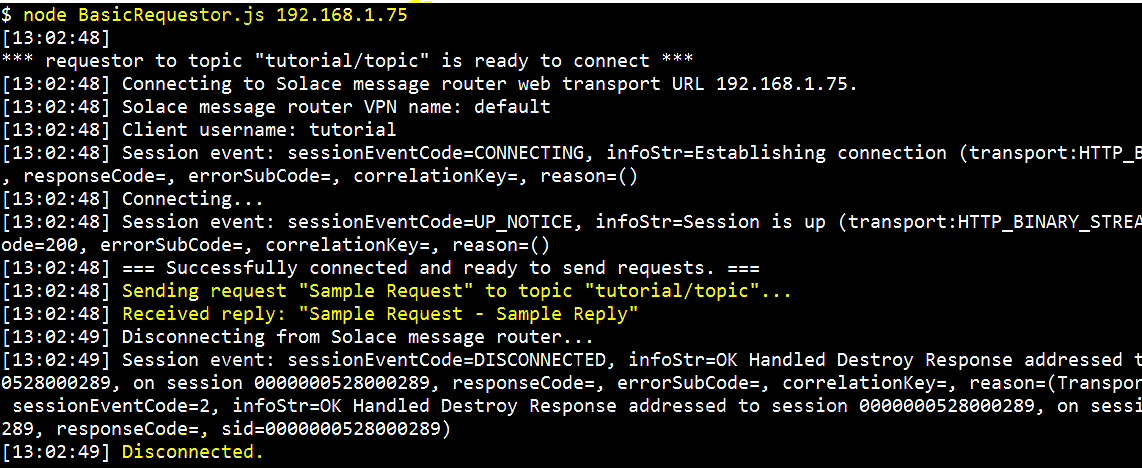 $ node BasicRequestor.js 192.168.1.75
[13:02:48]
*** requestor to topic "tutorial/topic" is ready to connect ***
[13:02:48] Connecting to Solace message router web transport URL 192.168.1.75.
[13:02:48] Solace message router VPN name: default
[13:02:48] Client username: tutorial
[13:02:48] Session event: sessionEventCode=CONNECTING, infoStr=Establishing connection (transport:HTTP_B
, responseCode=, errorSubCode=, correlationKey=, reason=()
[13:02:48] Connecting...
[13:02:48] Session event: sessionEventCode=UP_NOTICE, infoStr=Session is up (transport:HTTP_BINARY_STREA
ode=200, errorSubCode=, correlationKey=, reason=()
[13:02:48] === Successfully connected and ready to send requests. ===
[13:02:48] Sending request "Sample Request" to topic "tutorial/topic"...
[13:02:48] Received reply: "Sample Request - Sample Reply"
[13:02:49] Disconnecting from Solace message router...
[13:02:49] Session event: sessionEventCode=DISCONNECTED, infoStr=OK Handled Destroy Response addressed t
0528000289, on session 0000000528000289, responseCode=, errorSubCode=, correlationKey=, reason=(Transpor
sessionEventCode=2, infoStr=OK Handled Destroy Response addressed to session 0000000528000289, on sessi
289, responseCode=, sid=0000000528000289)
[13:02:49] Disconnected.